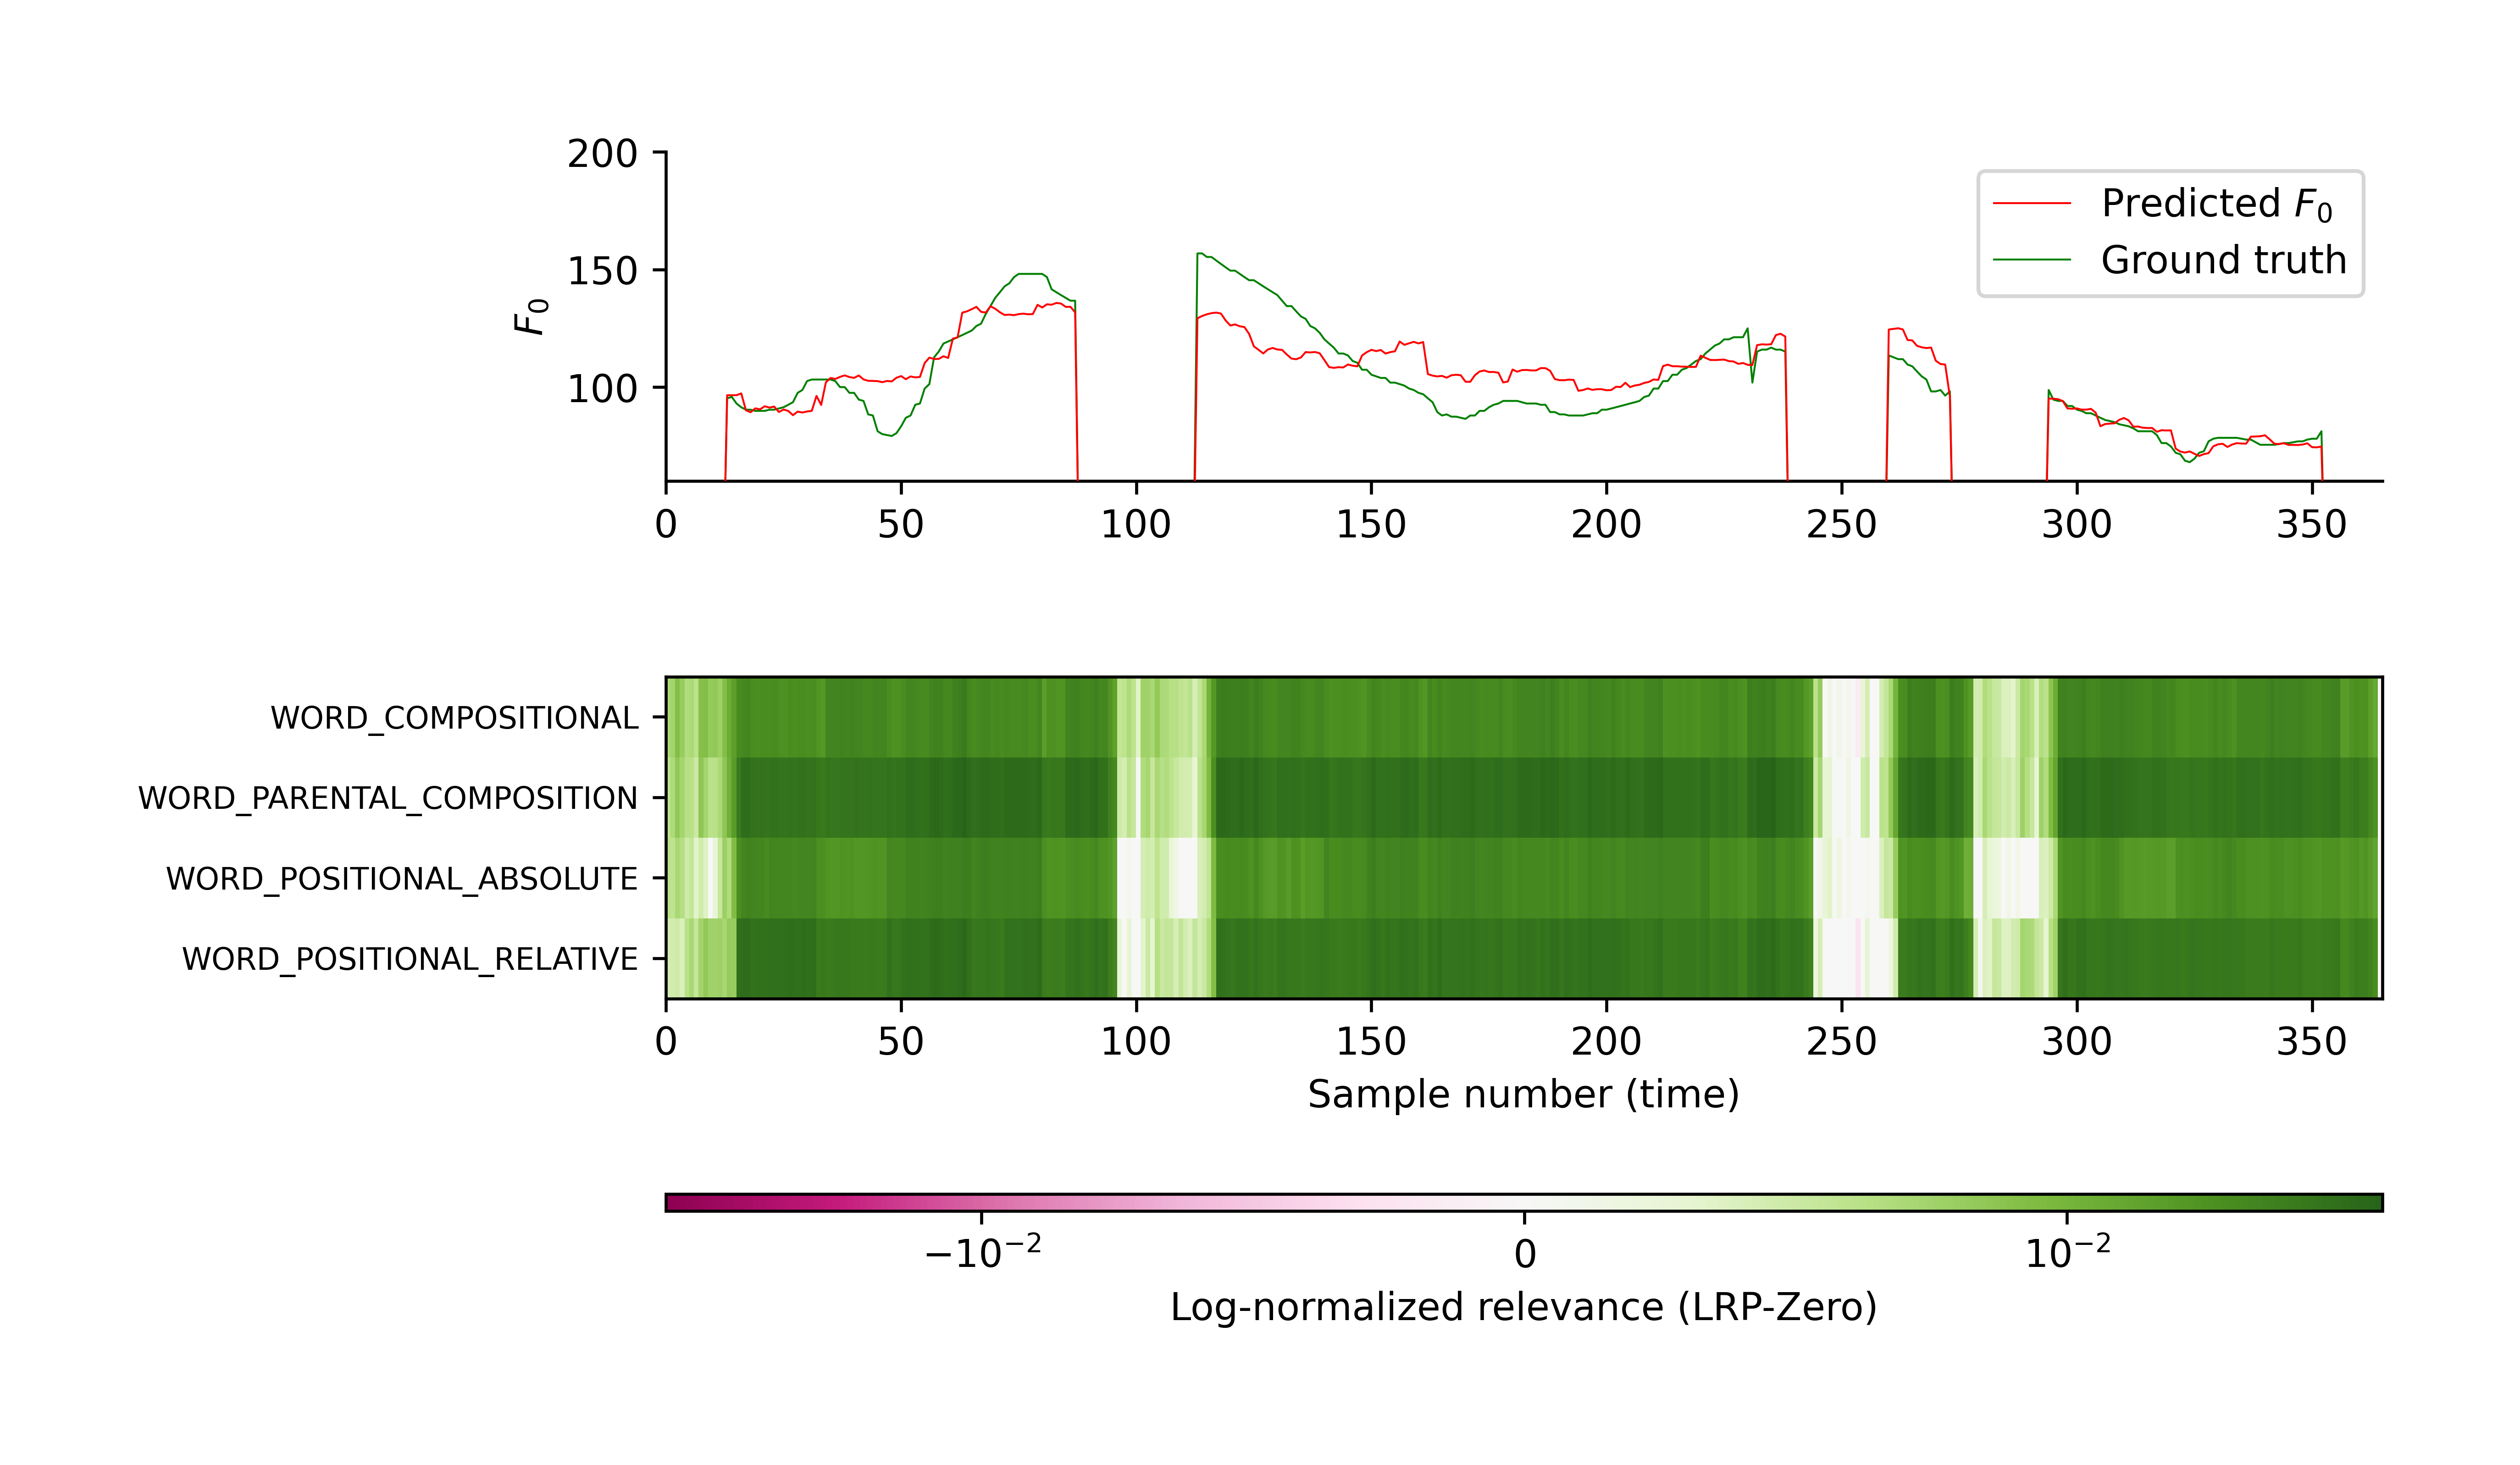 200
150
100
F₀
Predicted F₀
Ground truth
0 50 100 150 200 250 300 350
WORD_COMPOSITIONAL
WORD_PARENTAL_COMPOSITION
WORD_POSITIONAL_ABSOLUTE
WORD_POSITIONAL_RELATIVE
0 50 100 150 200 250 300 350
Sample number (time)
−10⁻² 0 10⁻²
Log-normalized relevance (LRP-Zero)